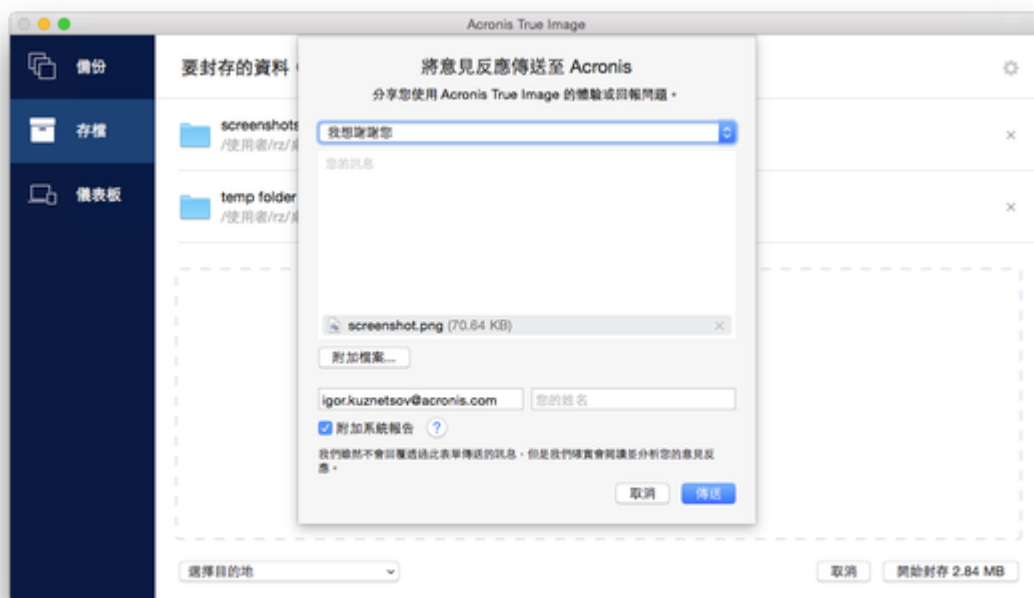 Acronis True Image
備份
存檔
儀表板
要封存的資料
screenshots
/使用者/rz/
temp folder
/使用者/rz/
將意見反應傳送至 Acronis
分享您使用 Acronis True Image 的體驗或回報問題。
我想謝謝您
您的訊息
screenshot.png (70.64 KB)
附加檔案...
igor.kuznetsov@acronis.com
您的姓名
附加系統報告
?
我們雖然不會回覆透過此表單傳送的訊息，但是我們確實會閱讀並分析您的意見反
應。
取消
傳送
選擇目的地
取消
開始封存 2.84 MB